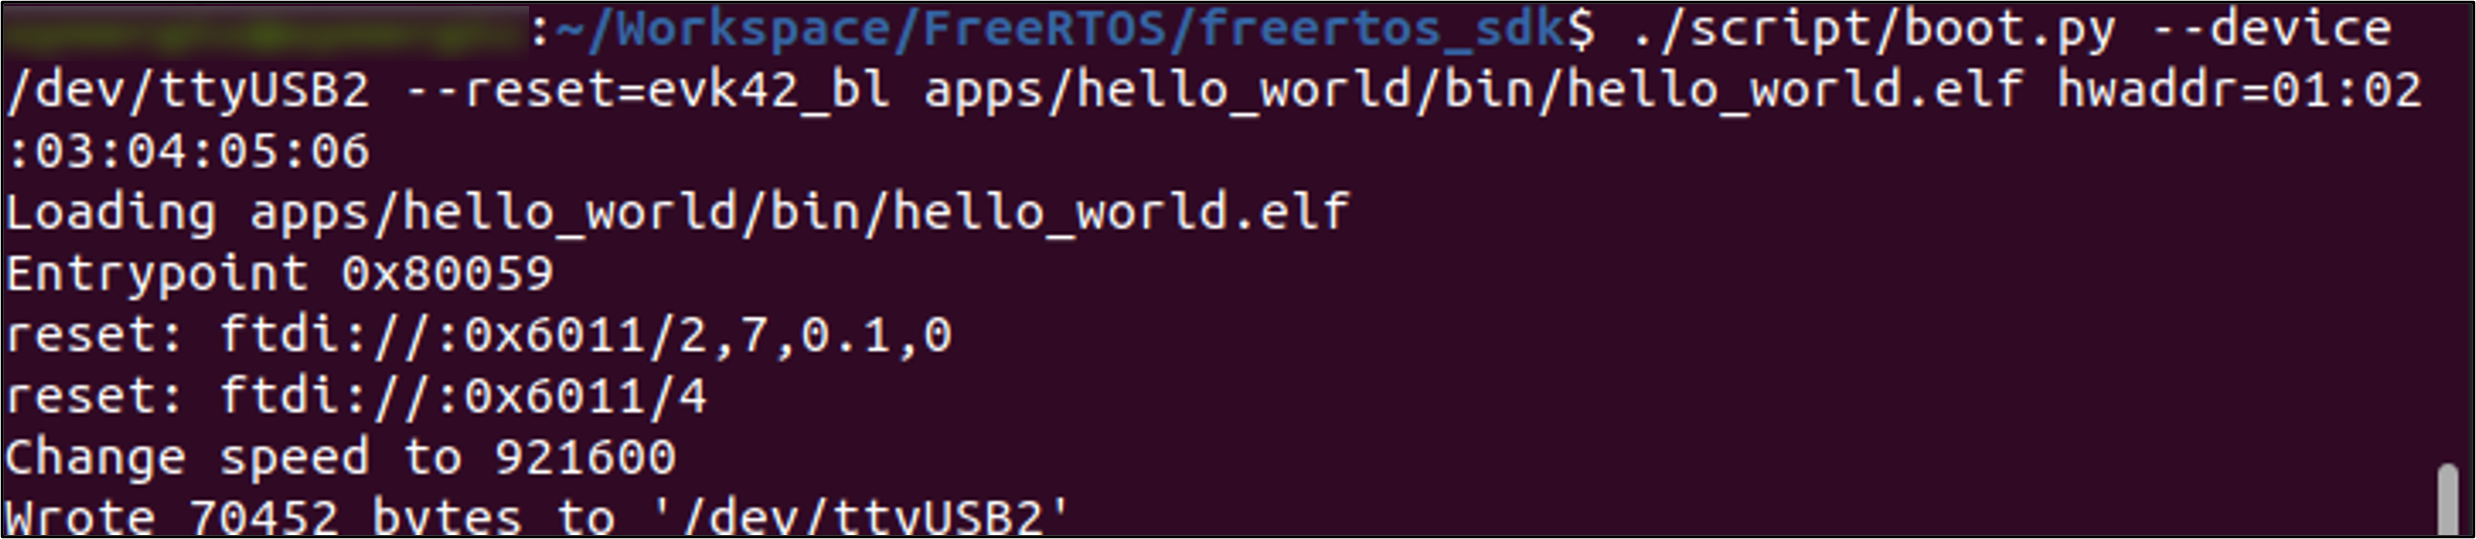 :~/Workspace/FreeRTOS/freertos_sdk$ ./script/boot.py --device
/dev/ttyUSB2 --reset=evk42_bl apps/hello_world/bin/hello_world.elf hwaddr=01:02
:03:04:05:06
Loading apps/hello_world/bin/hello_world.elf
Entrypoint 0x80059
reset: ftdi://:0x6011/2,7,0.1,0
reset: ftdi://:0x6011/4
Change speed to 921600
Wrote 70452 bytes to '/dev/ttyUSB2'